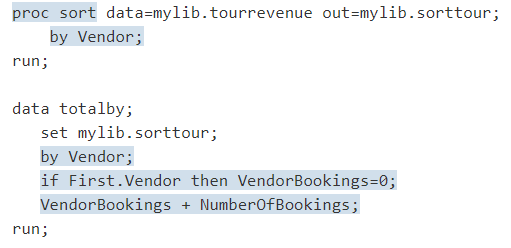 proc sort data=mylib.tourrevenue out=mylib.sorttour;
by Vendor;
run;
data totalby;
set mylib.sorttour;
by Vendor;
if First.Vendor then VendorBookings=0;
VendorBookings + NumberOfBookings;
run;